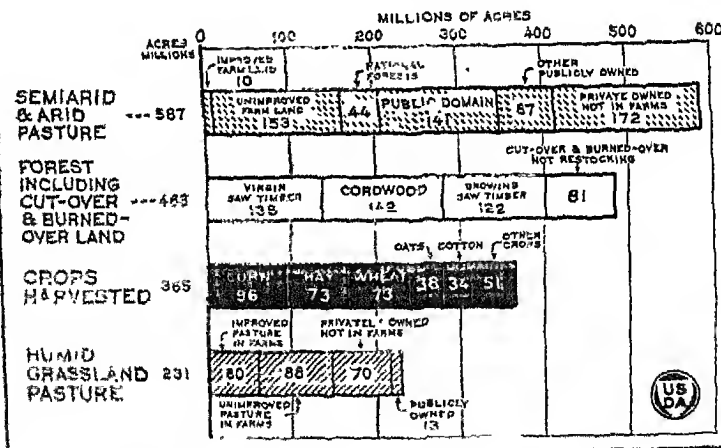 MILLIONS OF ACRES
ACRES
MILLIONS
0 100 200 300 400 500 600
SEMIARID
& ARID
PASTURE
---587
IMPROVED
FARM LAND
10
UNIMPROVED
FARM LAND
153
NATIONAL
FORESTS
44
PUBLIC DOMAIN
141
OTHER
PUBLICLY OWNED
67
PRIVATE OWNED
NOT IN FARMS
172
FOREST
INCLUDING
CUT-OVER
& BURNED-
OVER LAND
---483
VIRGIN
SAW TIMBER
138
CORDWOOD
142
GROWING
SAW TIMBER
122
CUT-OVER & BURNED-OVER
NOT RESTOCKING
81
CROPS
HARVESTED
365
CORN
96
HAY
73
WHEAT
73
OATS
38
COTTON
34
OTHER
CROPS
51
HUMID
GRASSLAND
PASTURE
231
IMPROVED
PASTURE
IN FARMS
60
UNIMPROVED
PASTURE
IN FARMS
88
PRIVATELY OWNED
NOT IN FARMS
70
PUBLICLY
OWNED
13
US
DA